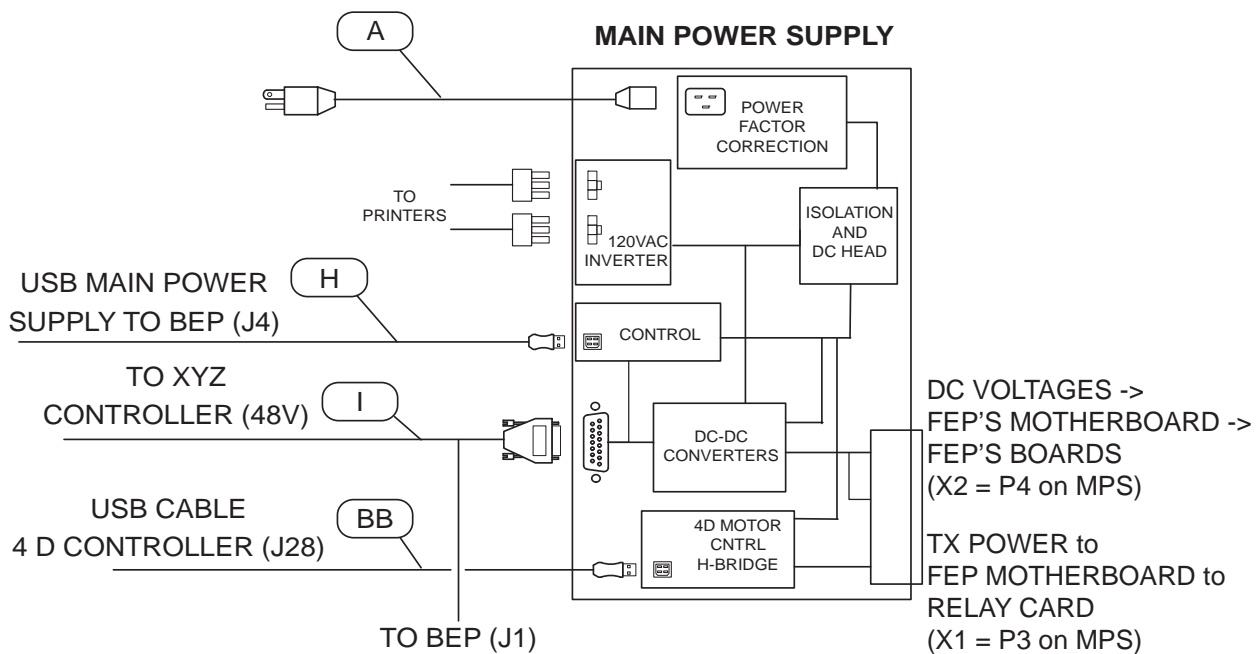 A
MAIN POWER SUPPLY
POWER
FACTOR
CORRECTION
TO
PRINTERS
120VAC
INVERTER
ISOLATION
AND
DC HEAD
USB MAIN POWER
SUPPLY TO BEP (J4)
H
CONTROL
TO XYZ
CONTROLLER (48V)
I
DC-DC
CONVERTERS
DC VOLTAGES ->
FEP'S MOTHERBOARD ->
FEP'S BOARDS
(X2 = P4 on MPS)
USB CABLE
4 D CONTROLLER (J28)
BB
4D MOTOR
CNTRL
H-BRIDGE
TX POWER to
FEP MOTHERBOARD to
RELAY CARD
(X1 = P3 on MPS)
TO BEP (J1)